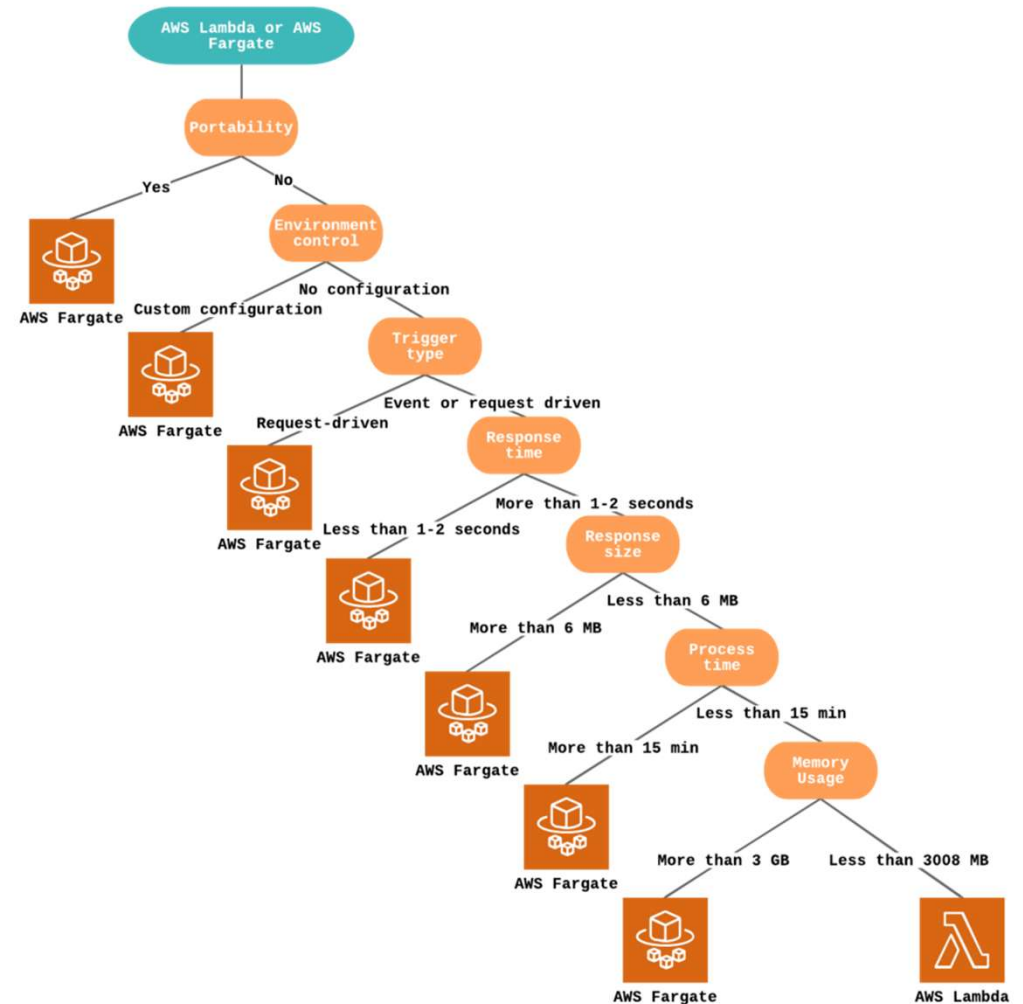 AWS Lambda or AWS
Fargate
Portability
Yes
No
Environment
control
AWS Fargate
No configuration
Custom configuration
Trigger
type
AWS Fargate
Event or request driven
Request-driven
Response
time
AWS Fargate
More than 1-2 seconds
Less than 1-2 seconds
Response
size
AWS Fargate
Less than 6 MB
More than 6 MB
Process
time
AWS Fargate
Less than 15 min
More than 15 min
Memory
Usage
AWS Fargate
More than 3 GB
Less than 3008 MB
AWS Fargate
AWS Lambda